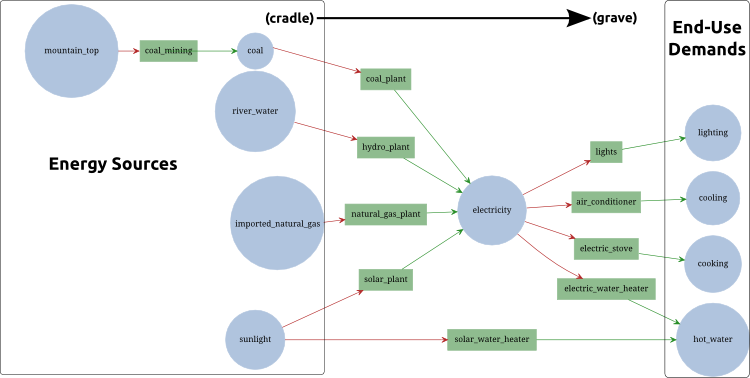 (cradle)
(grave)
End-Use
Demands
mountain_top
coal_mining
coal
coal_plant
river_water
hydro_plant
lights
lighting
Energy Sources
imported_natural_gas
natural_gas_plant
electricity
air_conditioner
cooling
electric_stove
cooking
solar_plant
electric_water_heater
sunlight
solar_water_heater
hot_water